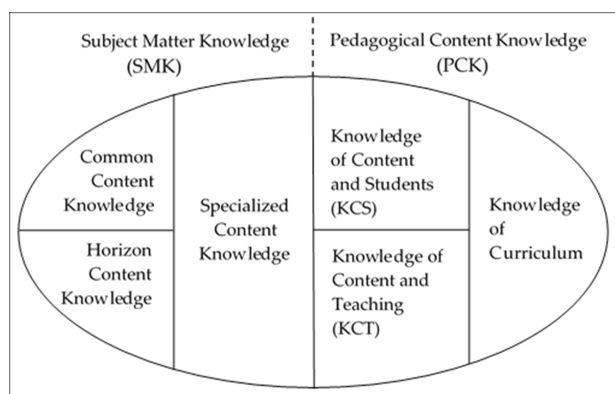 Subject Matter Knowledge
(SMK)
Pedagogical Content Knowledge
(PCK)
Common
Content
Knowledge
Horizon
Content
Knowledge
Specialized
Content
Knowledge
Knowledge
of Content
and Students
(KCS)
Knowledge of
Content and
Teaching
(KCT)
Knowledge
of
Curriculum